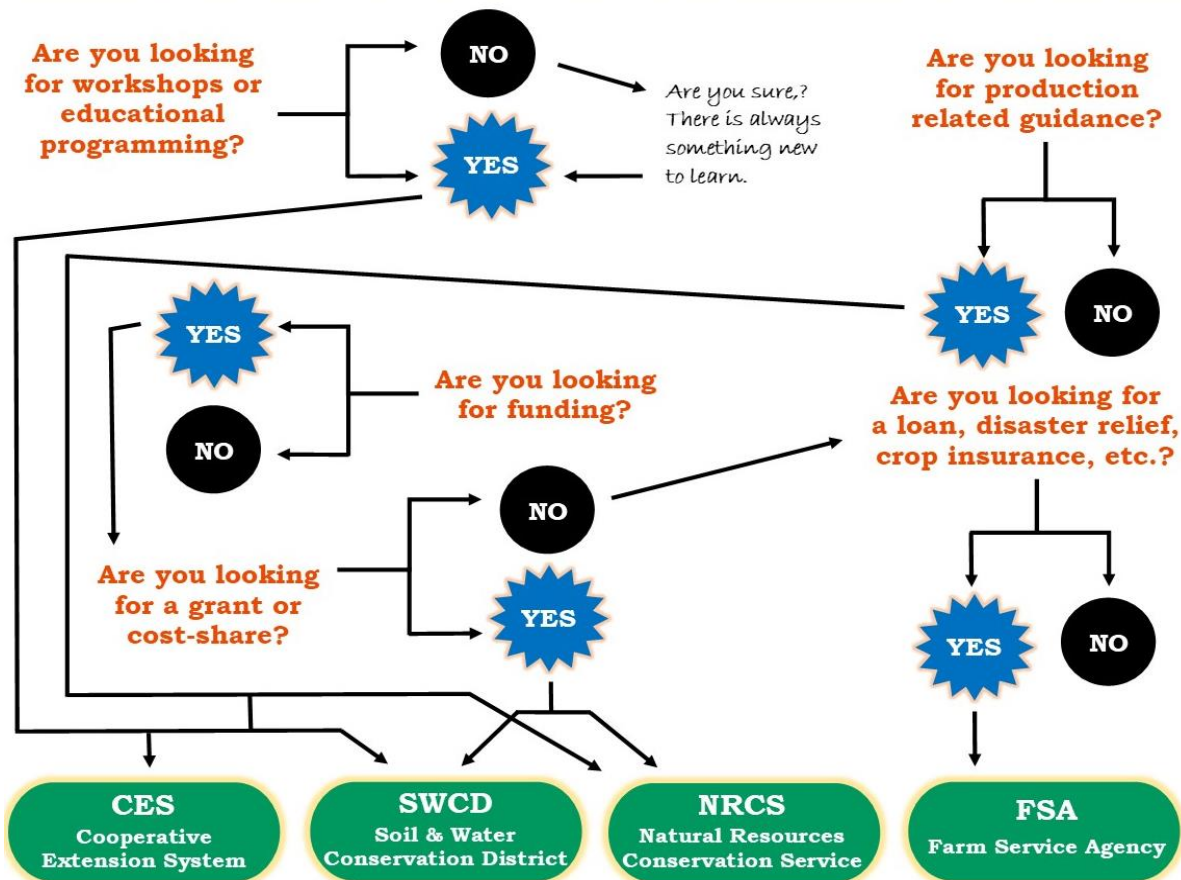 Are you looking
for workshops or
educational
programming?
NO
YES
Are you sure,?
There is always
something new
to learn.
Are you looking
for production
related guidance?
YES
NO
YES
NO
Are you looking
for funding?
Are you looking for
a loan, disaster relief,
crop insurance, etc.?
Are you looking
for a grant or
cost-share?
NO
YES
YES
NO
CES
Cooperative
Extension System
SWCD
Soil & Water
Conservation District
NRCS
Natural Resources
Conservation Service
FSA
Farm Service Agency